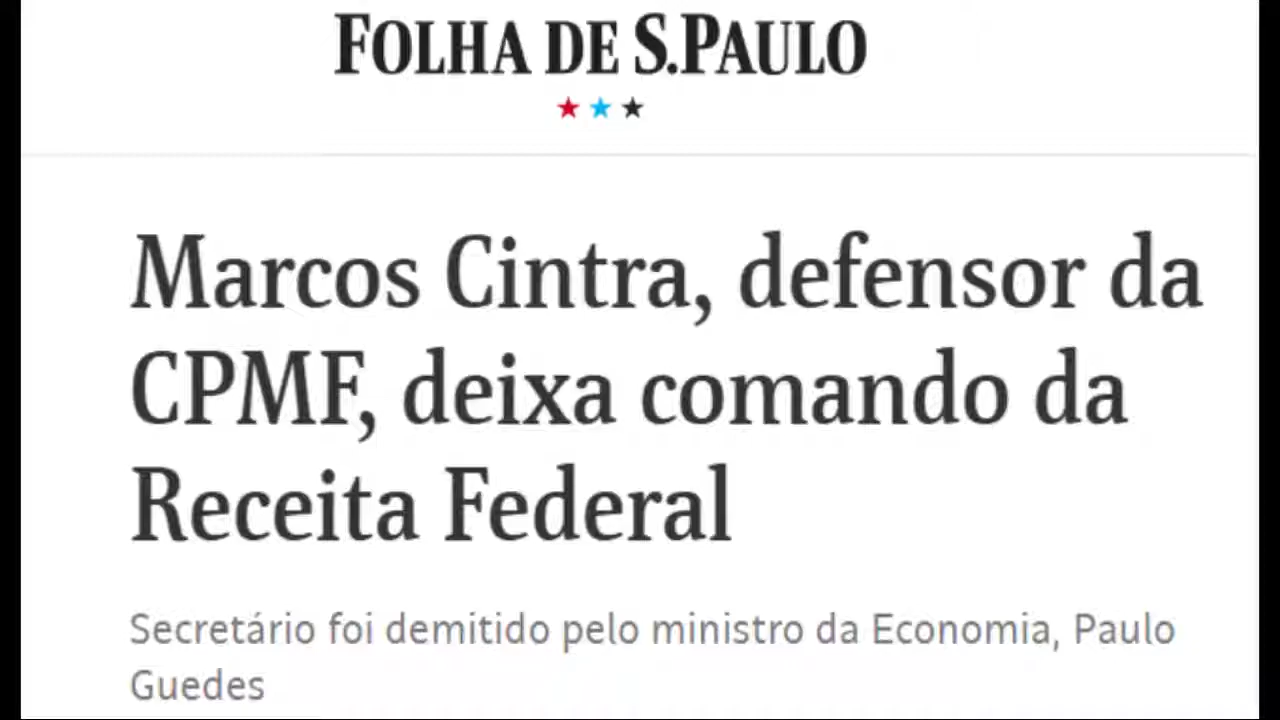 FOLHA DE S.PAULO
Marcos Cintra, defensor da
CPMF, deixa comando da
Receita Federal
Secretário foi demitido pelo ministro da Economia, Paulo
Guedes